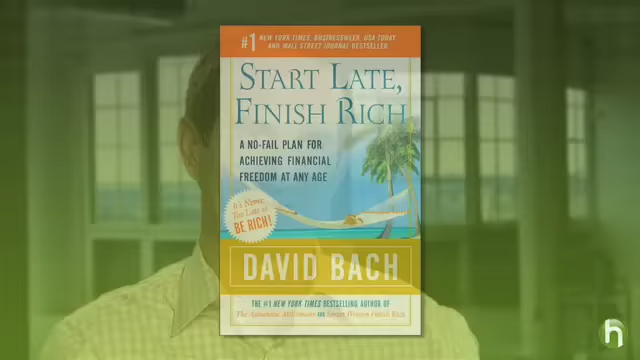 #1 NEW YORK TIMES, BUSINESSWEEK, USA TODAY
AND WALL STREET JOURNAL BESTSELLER
START LATE,
FINISH RICH
A NO-FAIL PLAN FOR
ACHIEVING FINANCIAL
FREEDOM AT ANY AGE
It's Never
Too Late to
BE RICH!
DAVID BACH
THE #1 NEW YORK TIMES BESTSELLING AUTHOR OF
The Automatic Millionaire AND Smart Women Finish Rich
h